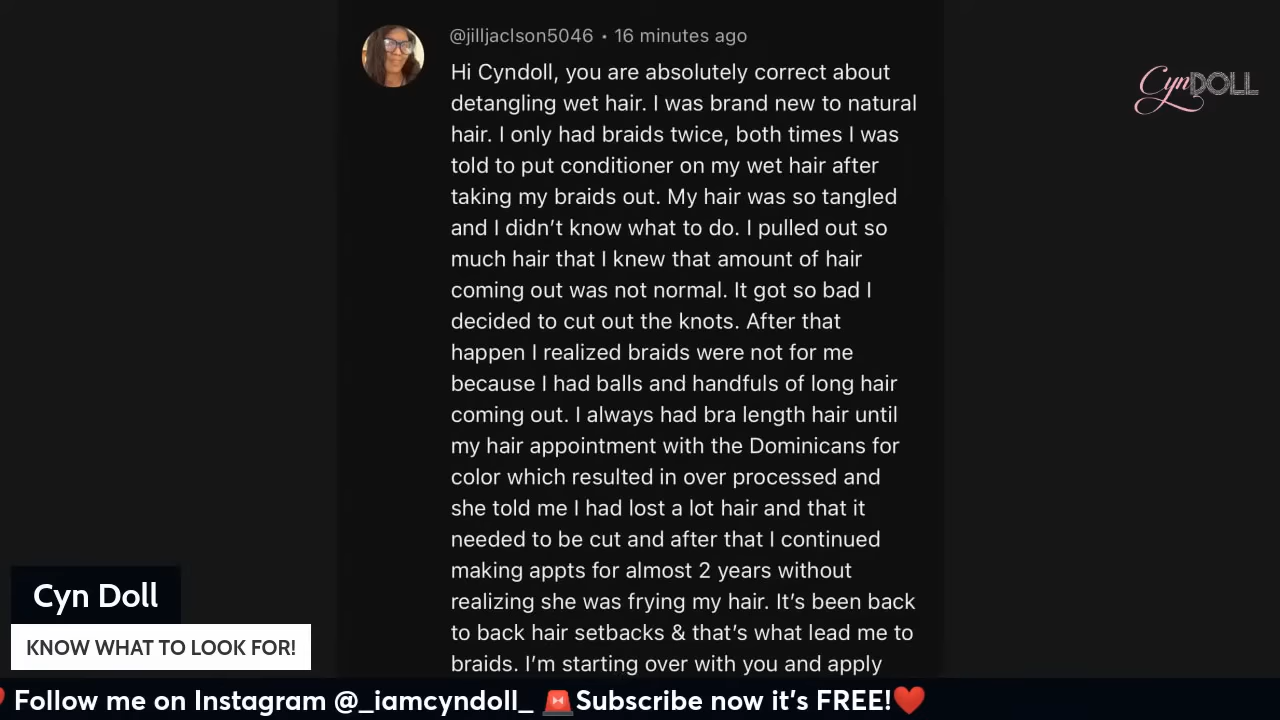 @jilljaclson5046 • 16 minutes ago
Hi Cyndoll, you are absolutely correct about
detangling wet hair. I was brand new to natural
hair. I only had braids twice, both times I was
told to put conditioner on my wet hair after
taking my braids out. My hair was so tangled
and I didn’t know what to do. I pulled out so
much hair that I knew that amount of hair
coming out was not normal. It got so bad I
decided to cut out the knots. After that
happen I realized braids were not for me
because I had balls and handfuls of long hair
coming out. I always had bra length hair until
my hair appointment with the Dominicans for
color which resulted in over processed and
she told me I had lost a lot hair and that it
needed to be cut and after that I continued
making appts for almost 2 years without
realizing she was frying my hair. It’s been back
to back hair setbacks & that’s what lead me to
braids. I’m starting over with you and apply
CynDOLL
Cyn Doll
KNOW WHAT TO LOOK FOR!
❤️ Follow me on Instagram @_iamcyndoll_ 🚨Subscribe now it’s FREE!❤️